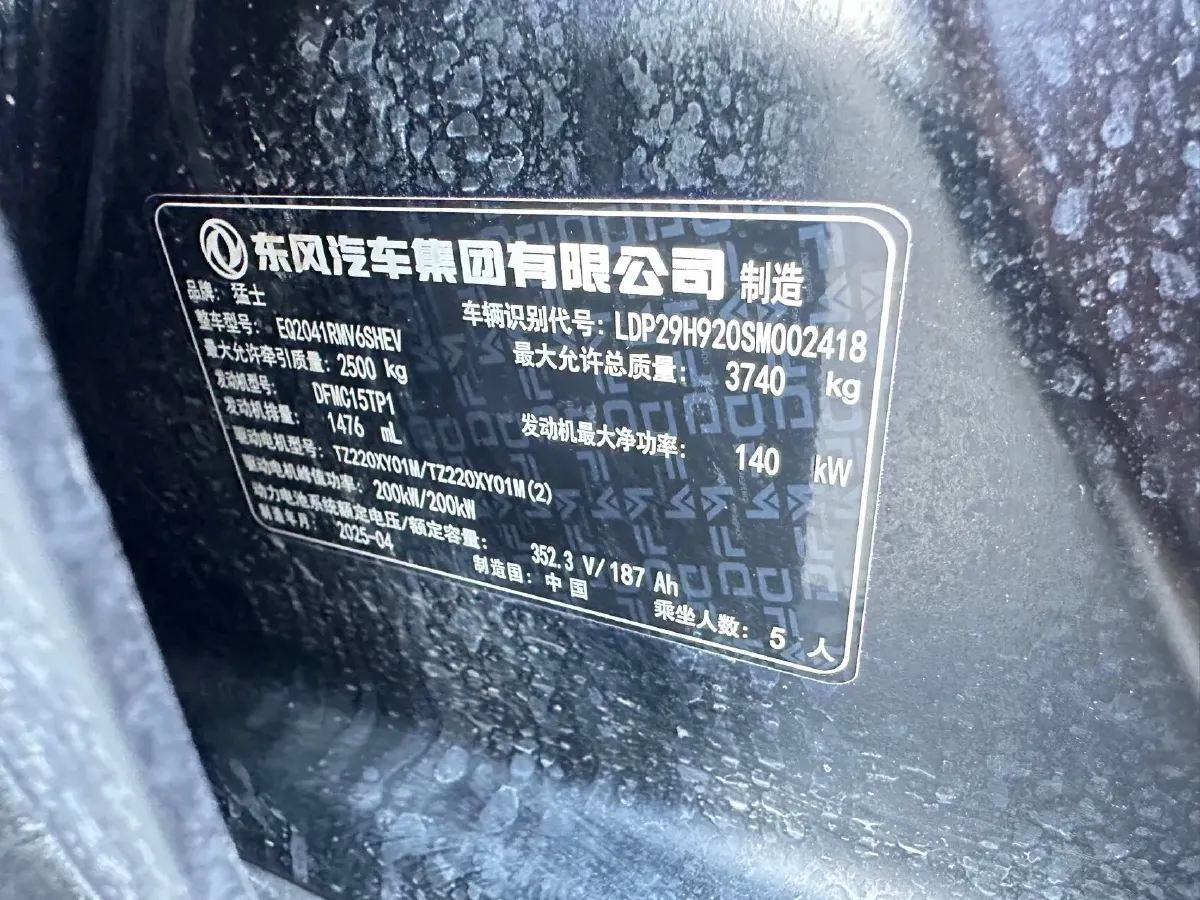 东风汽车集团有限公司 制造
品牌: 猛士
整车型号: EQ2041RMV6SHEV 车辆识别代号: LDP29H920SM002418
最大允许牵引质量: 2500 kg 最大允许总质量: 3740 kg
发动机型号: DFMC15TP1
发动机排量: 1476 mL 发动机最大净功率: 140 kW
驱动电机型号: TZ220XY01M/TZ220XY01M(2)
驱动电机峰值功率: 200kW/200kW
动力电池系统额定电压/额定容量: 352.3 V/187 Ah
制造年月: 2025-04 制造国: 中国 乘坐人数: 5 人